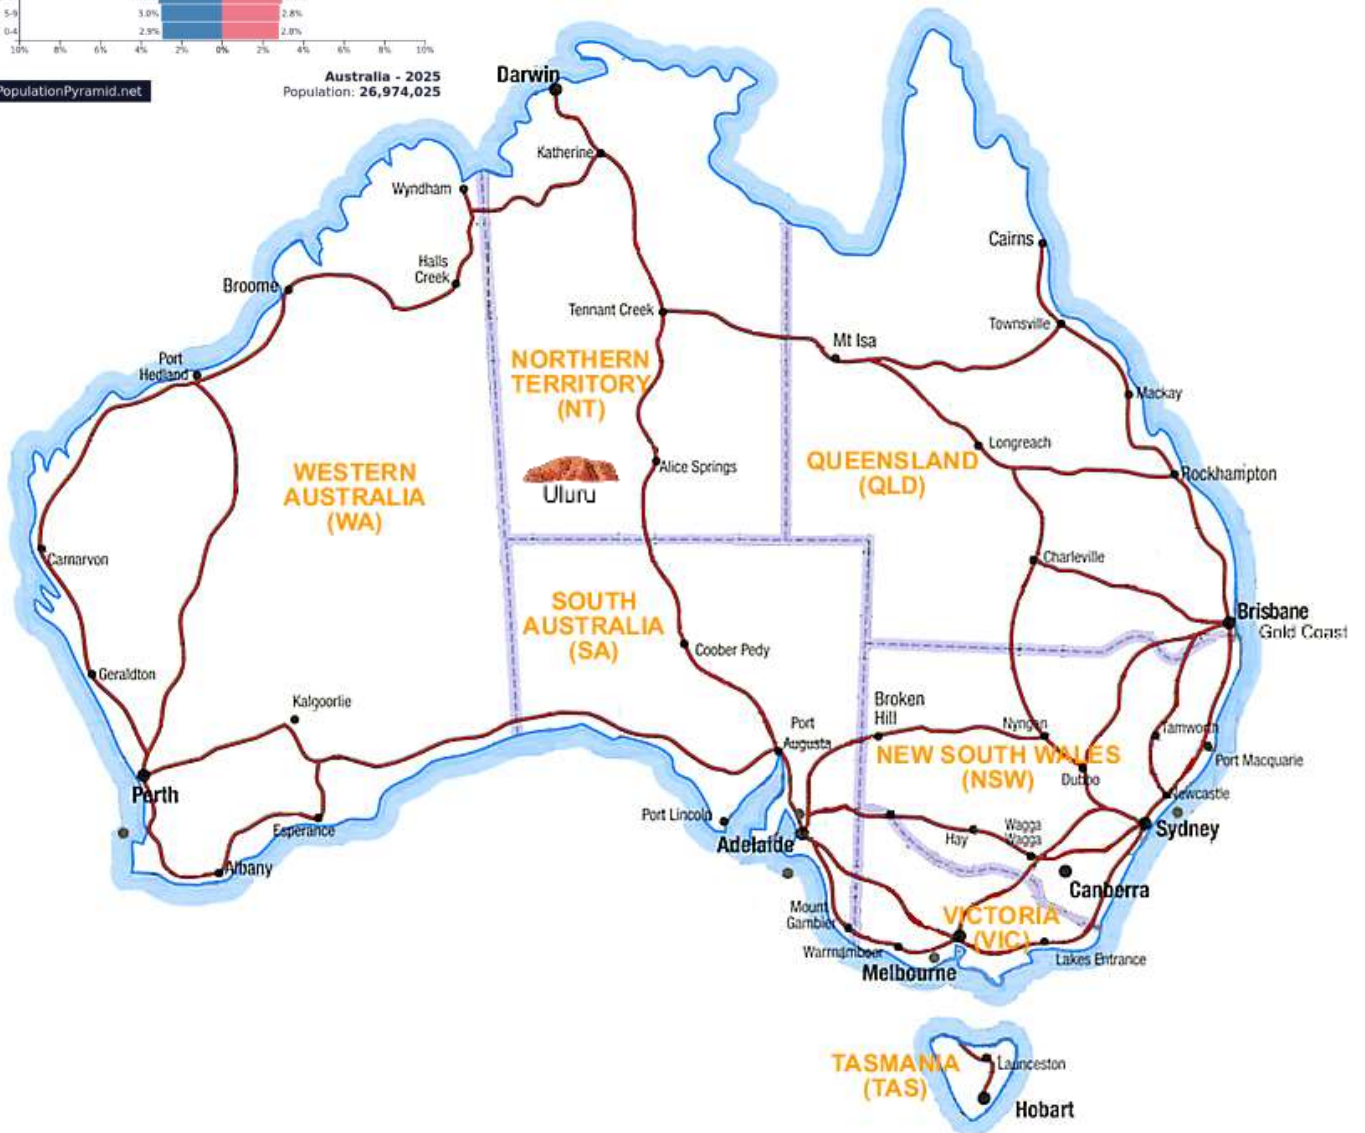 5-9 3.0% 2.8%
0-4 2.9% 2.8%
10% 8% 6% 4% 2% 0% 2% 4% 6% 8% 10%
PopulationPyramid.net
Australia - 2025
Population: 26,974,025
Darwin
Katherine
Wyndham
Halls
Creek
Broome
Port
Hedland
Tennant Creek
Cairns
Townsville
Mt Isa
Mackay
NORTHERN
TERRITORY
(NT)
Longreach
Rockhampton
Alice Springs
Uluru
QUEENSLAND
(QLD)
WESTERN
AUSTRALIA
(WA)
Carnarvon
Charleville
SOUTH
AUSTRALIA
(SA)
Brisbane
Gold Coast
Coober Pedy
Geraldton
Kalgoorlie
Broken
Hill
Port
Augusta
Nyngan
Tamworth
NEW SOUTH WALES
(NSW)
Port Macquarie
Dubbo
Newcastle
Perth
Port Lincoln
Esperance
Adelaide
Hay
Wagga
Wagga
Sydney
Albany
Canberra
Mount
Gambier
VICTORIA
(VIC)
Warrnambool
Lakes Entrance
Melbourne
TASMANIA
(TAS)
Launceston
Hobart